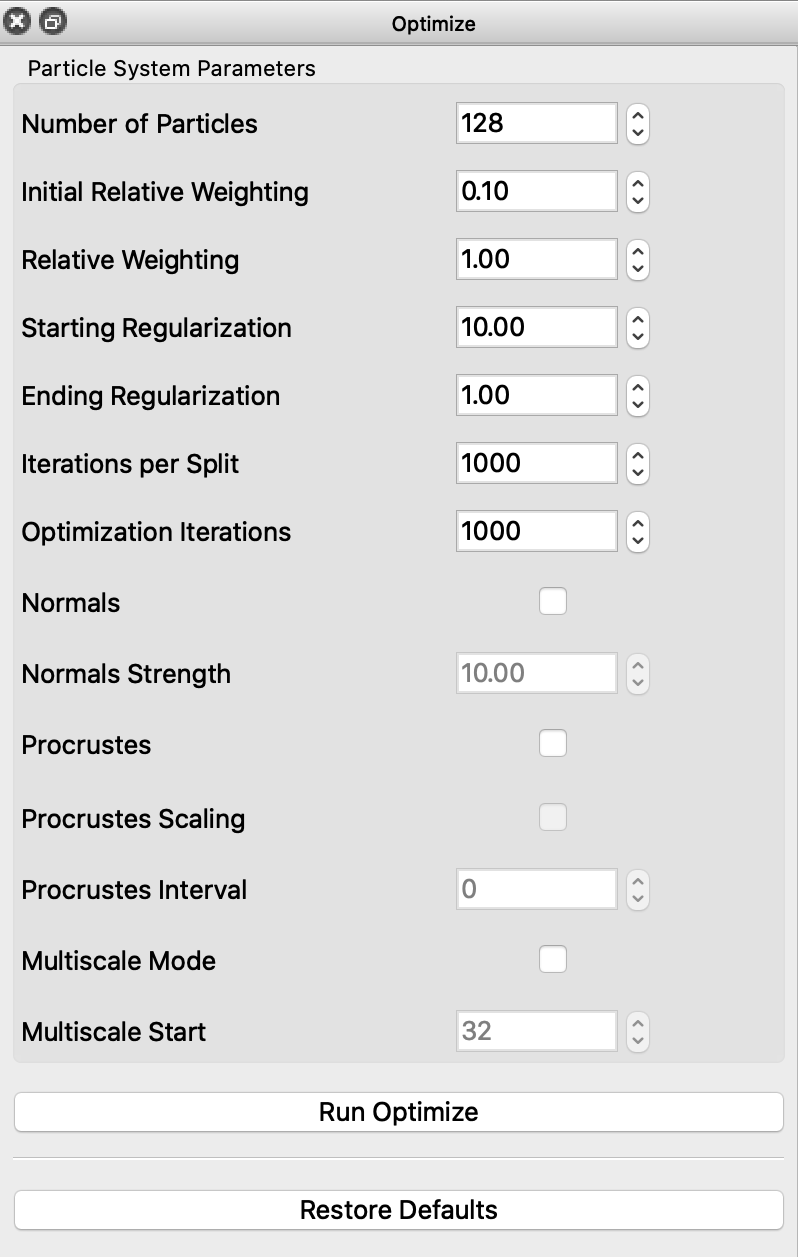 Optimize
Particle System Parameters
Number of Particles 128
Initial Relative Weighting 0.10
Relative Weighting 1.00
Starting Regularization 10.00
Ending Regularization 1.00
Iterations per Split 1000
Optimization Iterations 1000
Normals
Normals Strength 10.00
Procrustes
Procrustes Scaling
Procrustes Interval 0
Multiscale Mode
Multiscale Start 32
Run Optimize
Restore Defaults